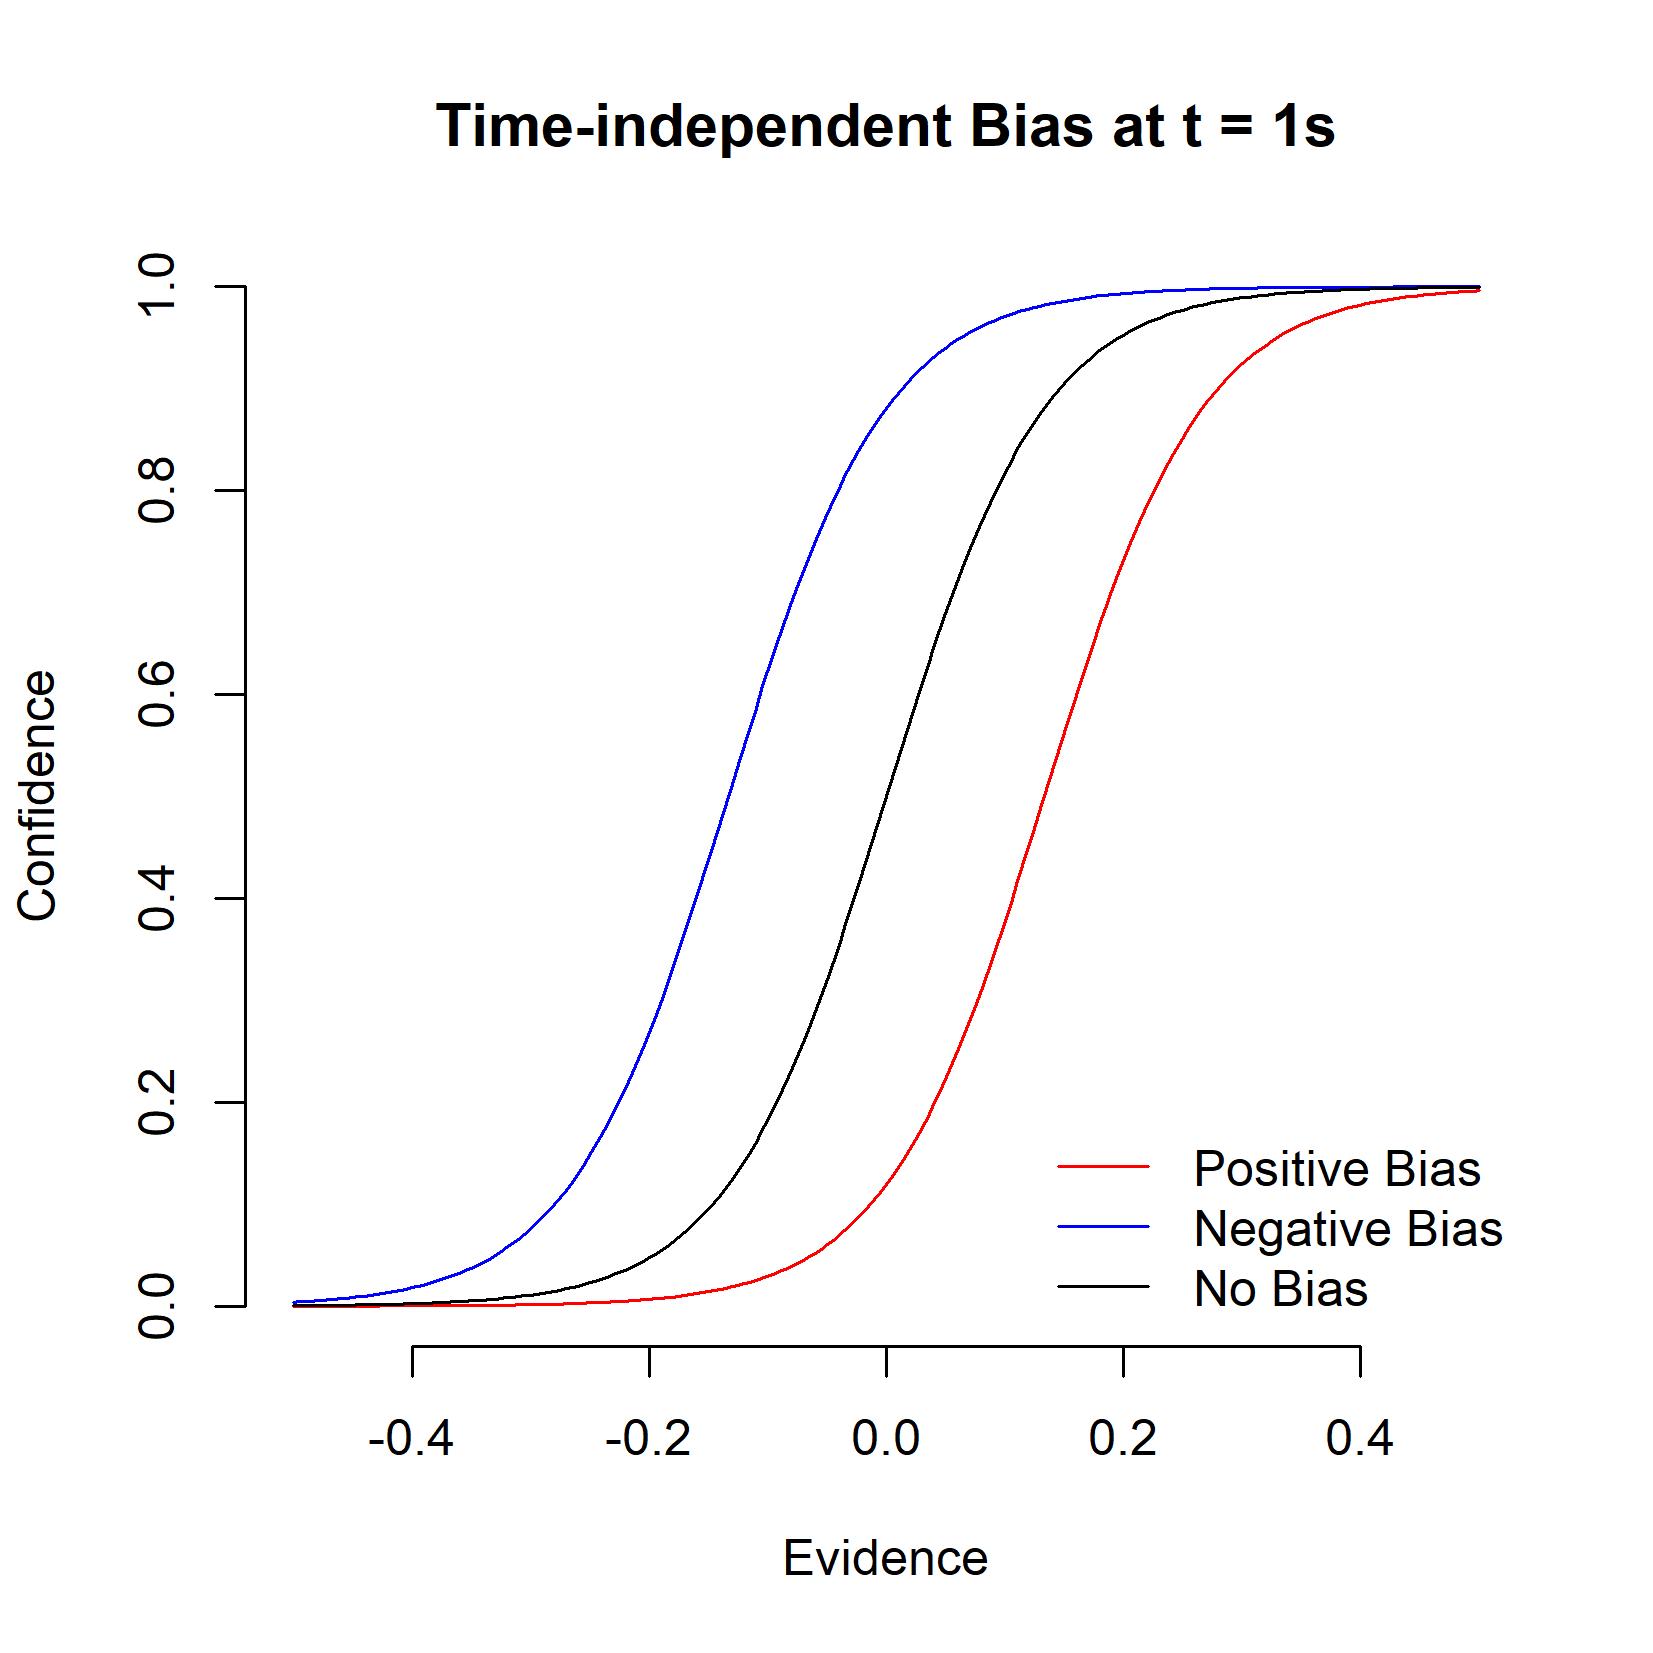 Time-independent Bias at t = 1s
1.0
0.8
0.6
0.4
0.2
0.0
Confidence
Positive Bias
Negative Bias
No Bias
-0.4 -0.2 0.0 0.2 0.4
Evidence